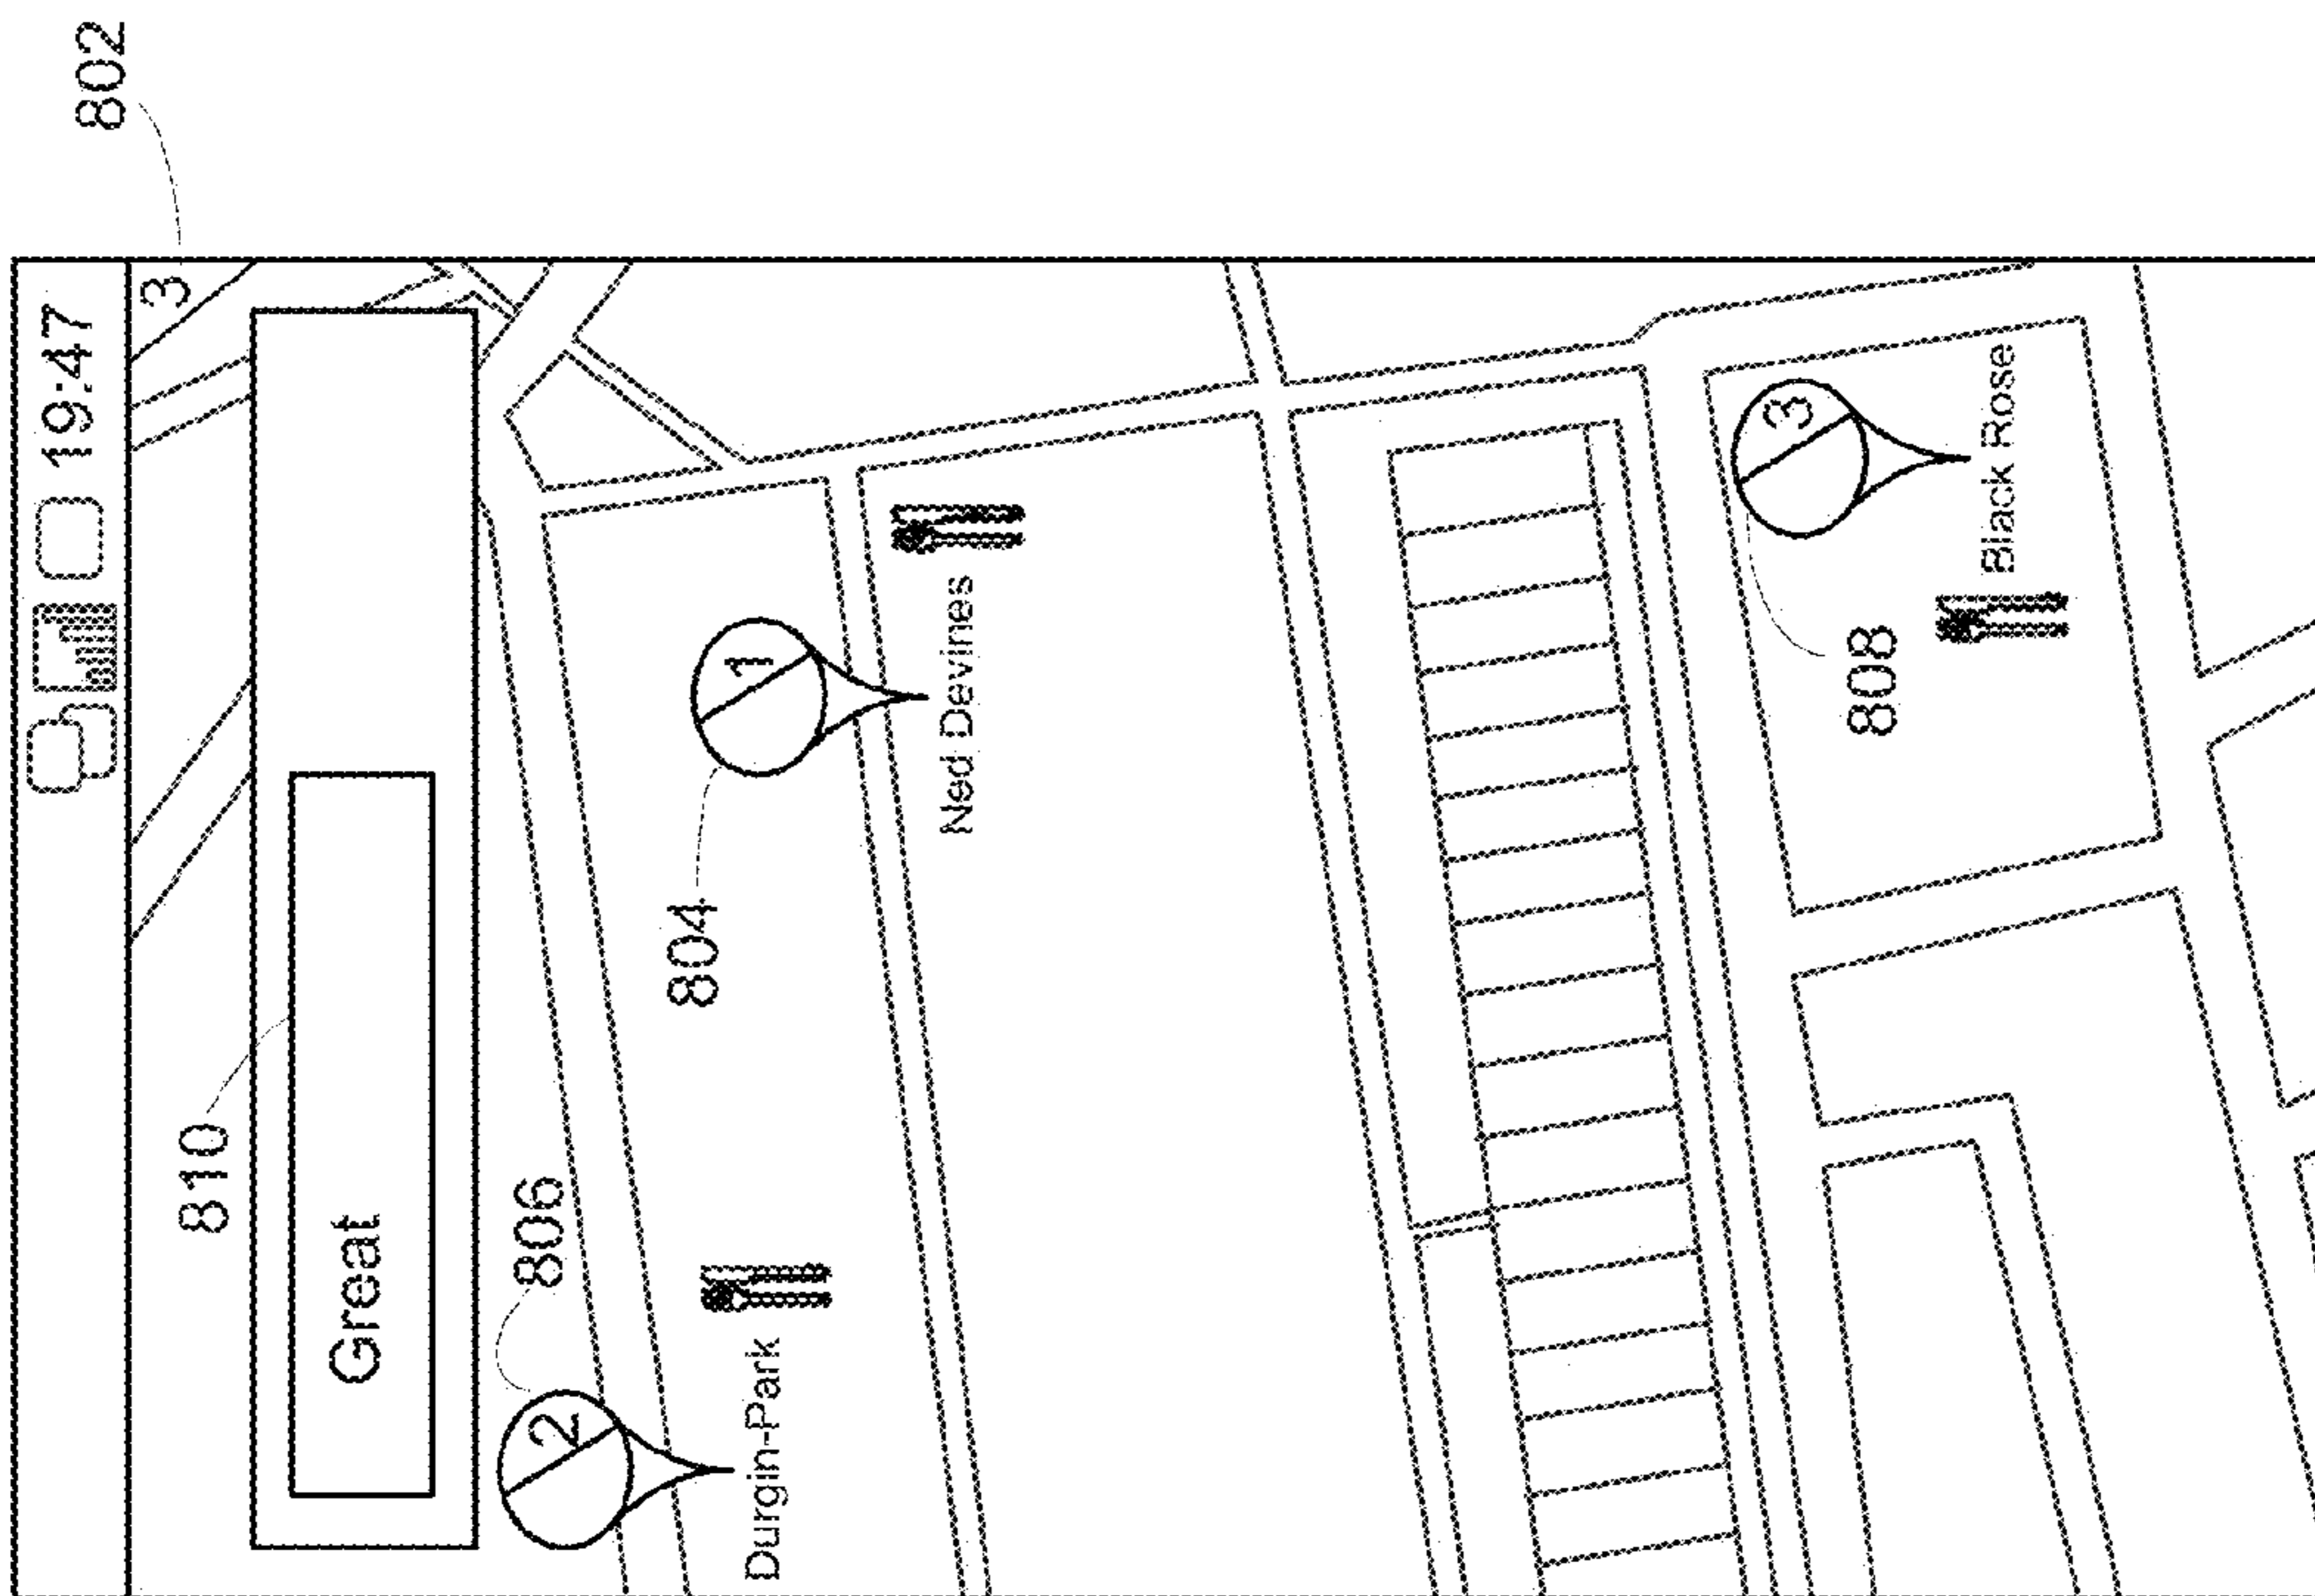 802
19:47
3
810
Great
806
2
Durgin-Park
804
1
Ned Devines
3
808
Black Rose